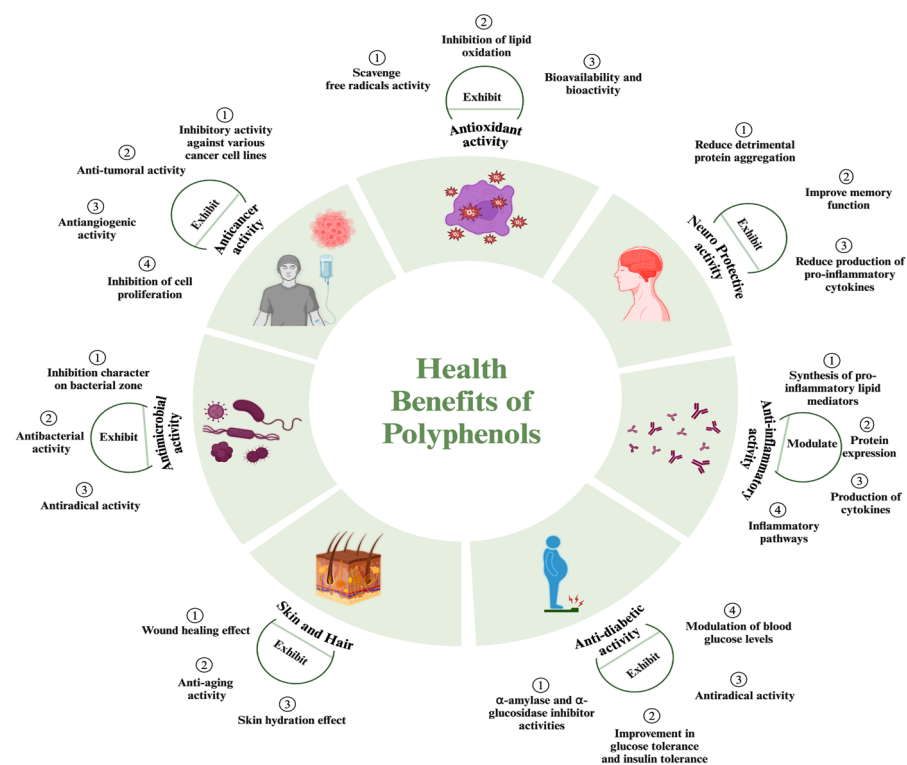 Health
Benefits of
Polyphenols
Antioxidant
activity
Exhibit
1
Scavenge
free radicals activity
2
Inhibition of lipid
oxidation
3
Bioavailability and
bioactivity
Neuro Protective
activity
Exhibit
1
Reduce detrimental
protein aggregation
2
Improve memory
function
3
Reduce production of
pro-inflammatory
cytokines
Anti-inflammatory
activity
Modulate
1
Synthesis of pro-
inflammatory lipid
mediators
2
Protein
expression
3
Production of
cytokines
4
Inflammatory
pathways
Anti-diabetic
activity
Exhibit
1
α-amylase and α-
glucosidase inhibitor
activities
2
Improvement in
glucose tolerance
and insulin tolerance
3
Antiradical activity
4
Modulation of blood
glucose levels
Skin and Hair
Exhibit
1
Wound healing effect
2
Anti-aging
activity
3
Skin hydration effect
Antimicrobial
activity
Exhibit
1
Inhibition character
on bacterial zone
2
Antibacterial
activity
3
Antiradical activity
Anticancer
activity
Exhibit
1
Inhibitory activity
against various
cancer cell lines
2
Anti-tumoral activity
3
Antiangiogenic
activity
4
Inhibition of cell
proliferation